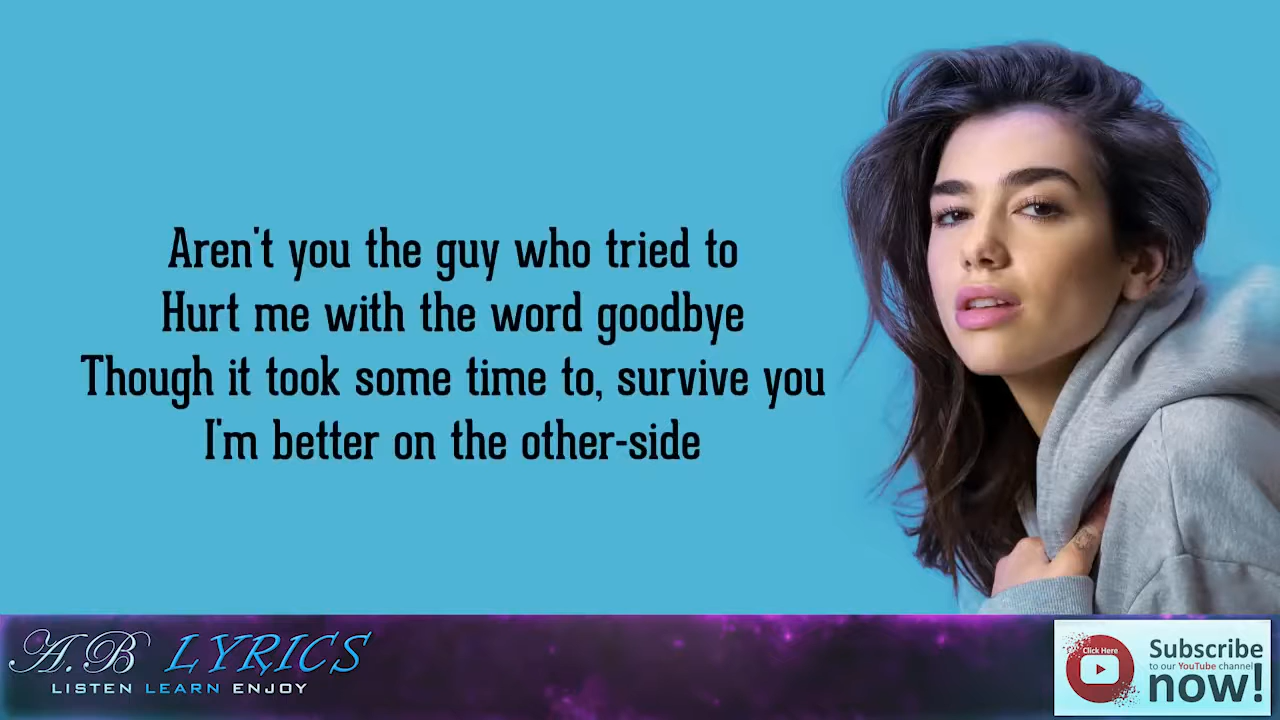 Aren't you the guy who tried to
Hurt me with the word goodbye
Though it took some time to, survive you
I'm better on the other-side
A.B LYRICS
LISTEN LEARN ENJOY
Click Here
Subscribe
to our YouTube channel
now!